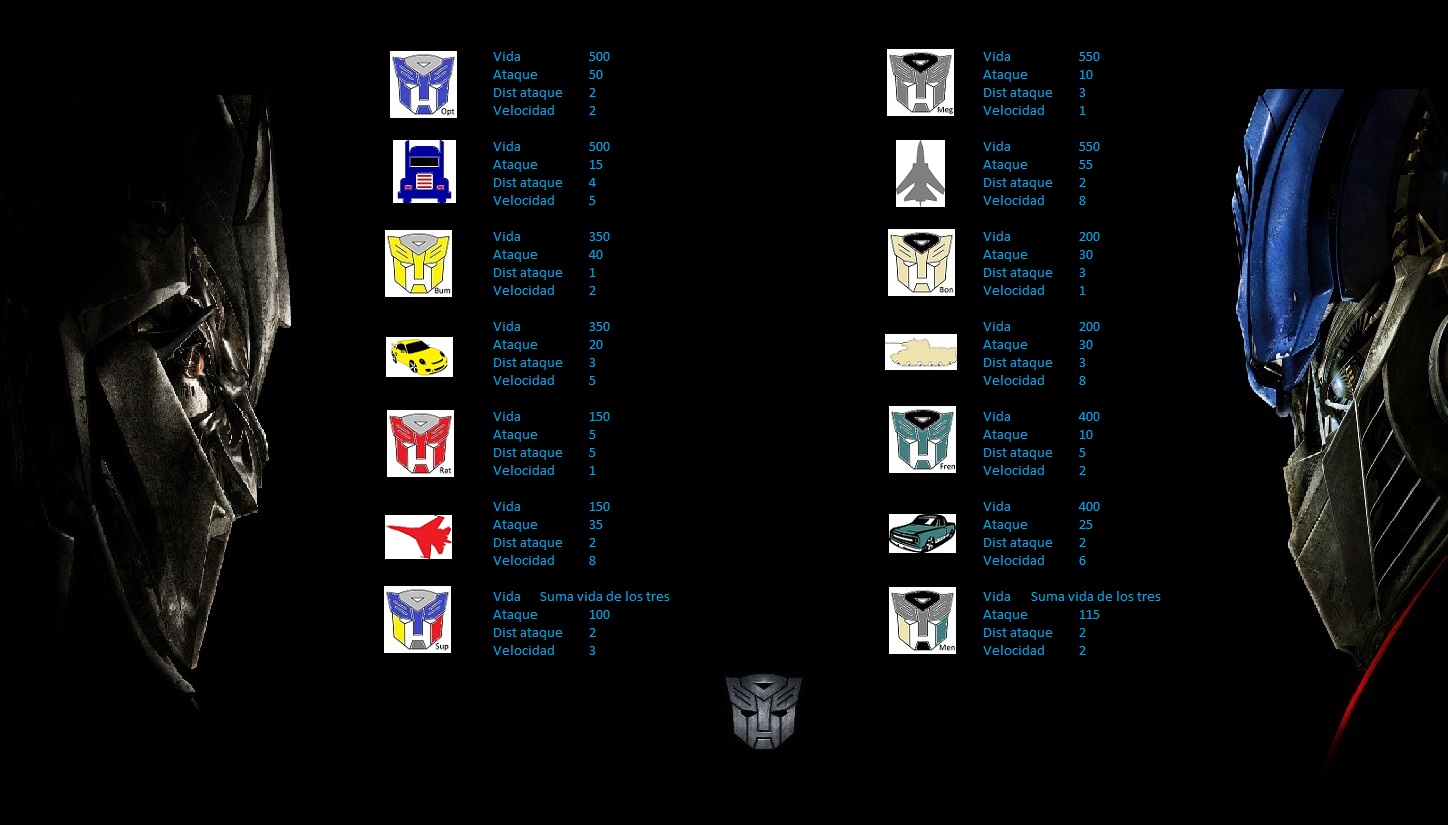 Opt
Vida 500
Ataque 50
Dist ataque 2
Velocidad 2
Vida 500
Ataque 15
Dist ataque 4
Velocidad 5
Bum
Vida 350
Ataque 40
Dist ataque 1
Velocidad 2
Vida 350
Ataque 20
Dist ataque 3
Velocidad 5
Rat
Vida 150
Ataque 5
Dist ataque 5
Velocidad 1
Vida 150
Ataque 35
Dist ataque 2
Velocidad 8
Sup
Vida Suma vida de los tres
Ataque 100
Dist ataque 2
Velocidad 3
Meg
Vida 550
Ataque 10
Dist ataque 3
Velocidad 1
Vida 550
Ataque 55
Dist ataque 2
Velocidad 8
Bon
Vida 200
Ataque 30
Dist ataque 3
Velocidad 1
Vida 200
Ataque 30
Dist ataque 3
Velocidad 8
Fren
Vida 400
Ataque 10
Dist ataque 5
Velocidad 2
Vida 400
Ataque 25
Dist ataque 2
Velocidad 6
Men
Vida Suma vida de los tres
Ataque 115
Dist ataque 2
Velocidad 2